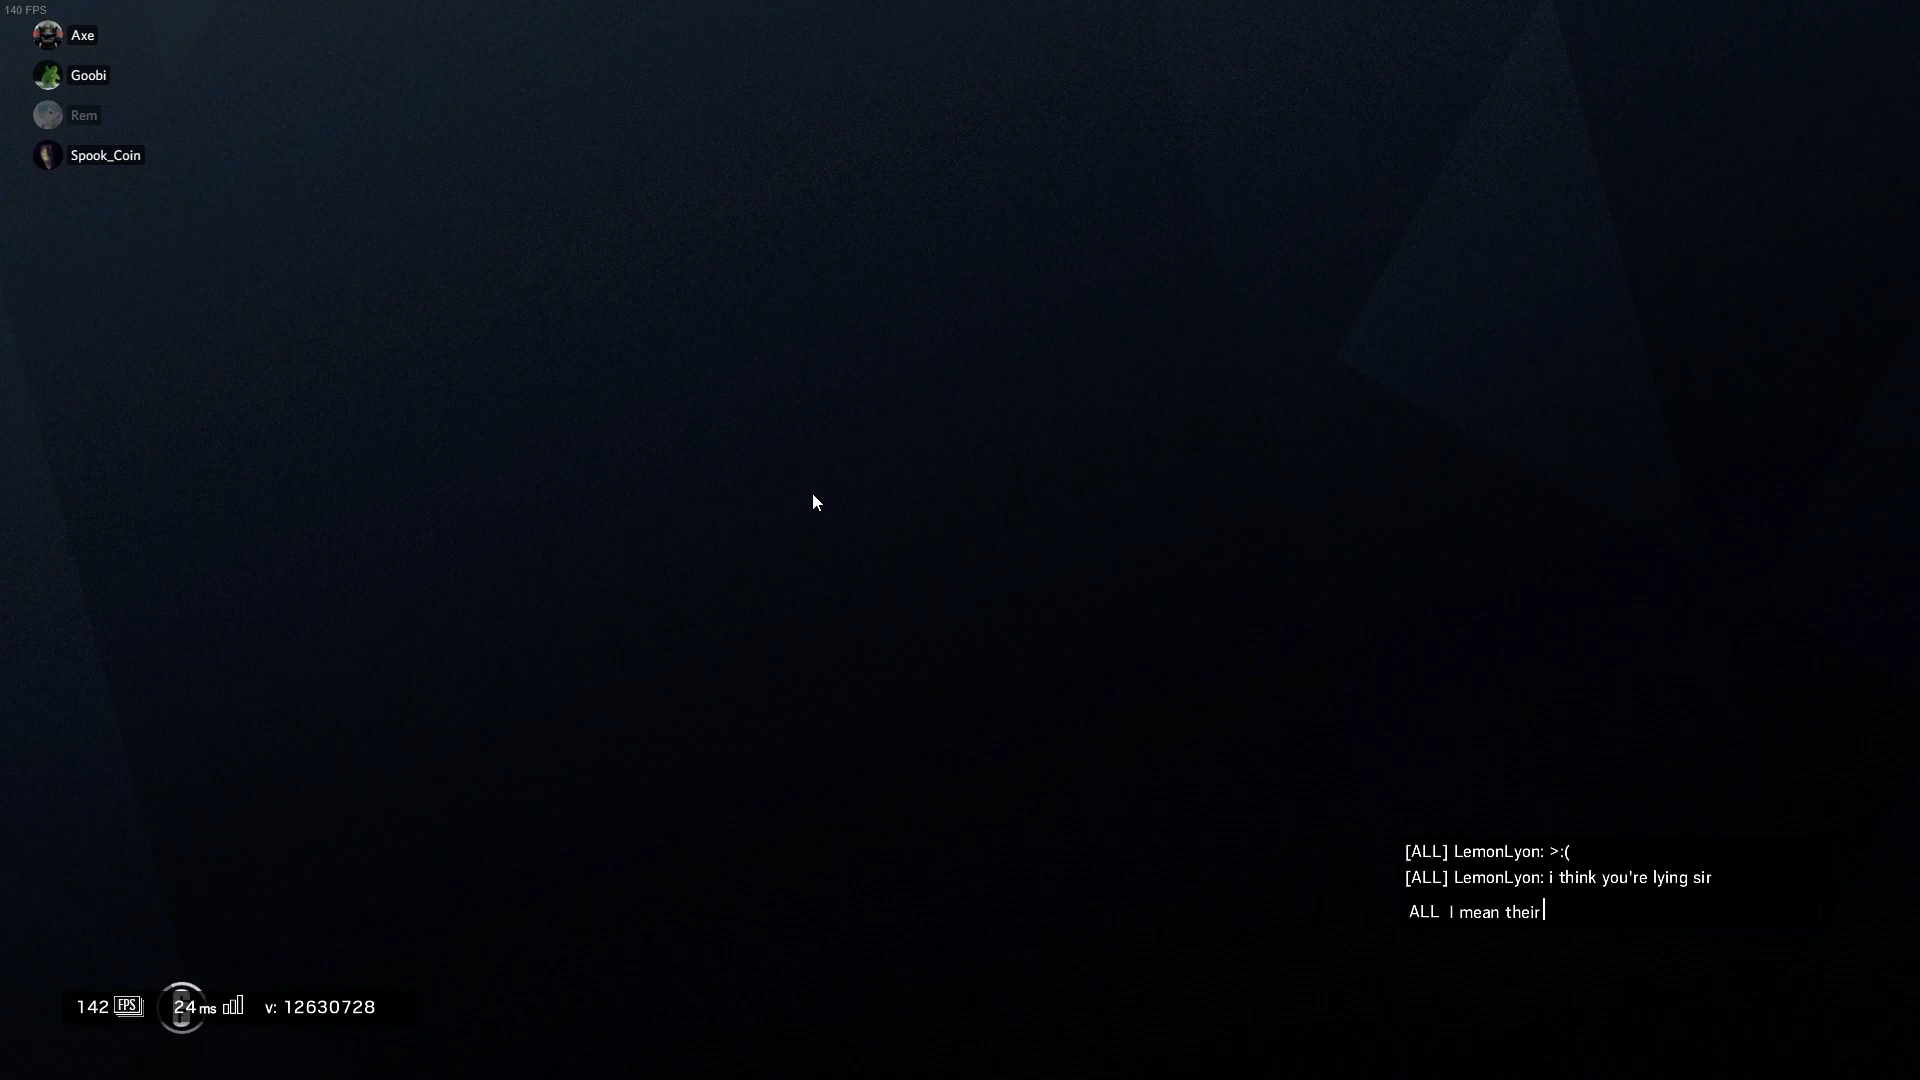 140 FPS
Axe
Goobi
Rem
Spook_Coin
[ALL] LemonLyon: >:(
[ALL] LemonLyon: i think you're lying sir
ALL I mean their
142 FPS 24 ms v: 12630728